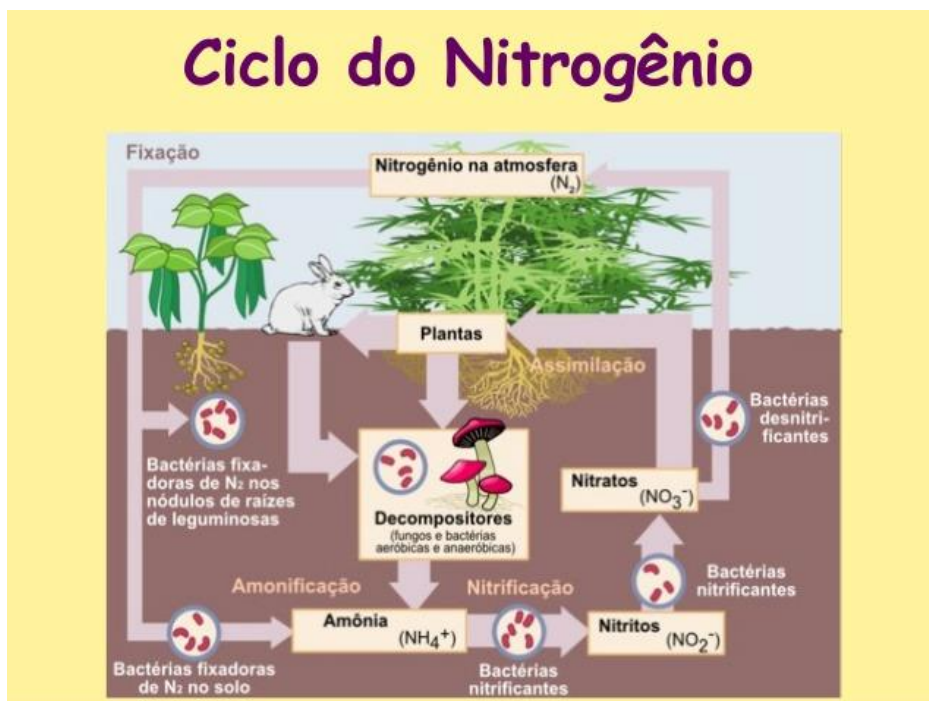 Ciclo do Nitrogênio
Fixação
Nitrogênio na atmosfera
(N₂)
Plantas
Assimilação
Bactérias
desnitri-
ficantes
Bactérias fixa-
doras de N₂ nos
nódulos de raízes
de leguminosas
Decompositores
(fungos e bactérias
aeróbicas e anaeróbicas)
Nitratos
(NO₃⁻)
Bactérias
nitrificantes
Amonificação
Nitrificação
Amônia
(NH₄⁺)
Nitritos
(NO₂⁻)
Bactérias fixadoras
de N₂ no solo
Bactérias
nitrificantes